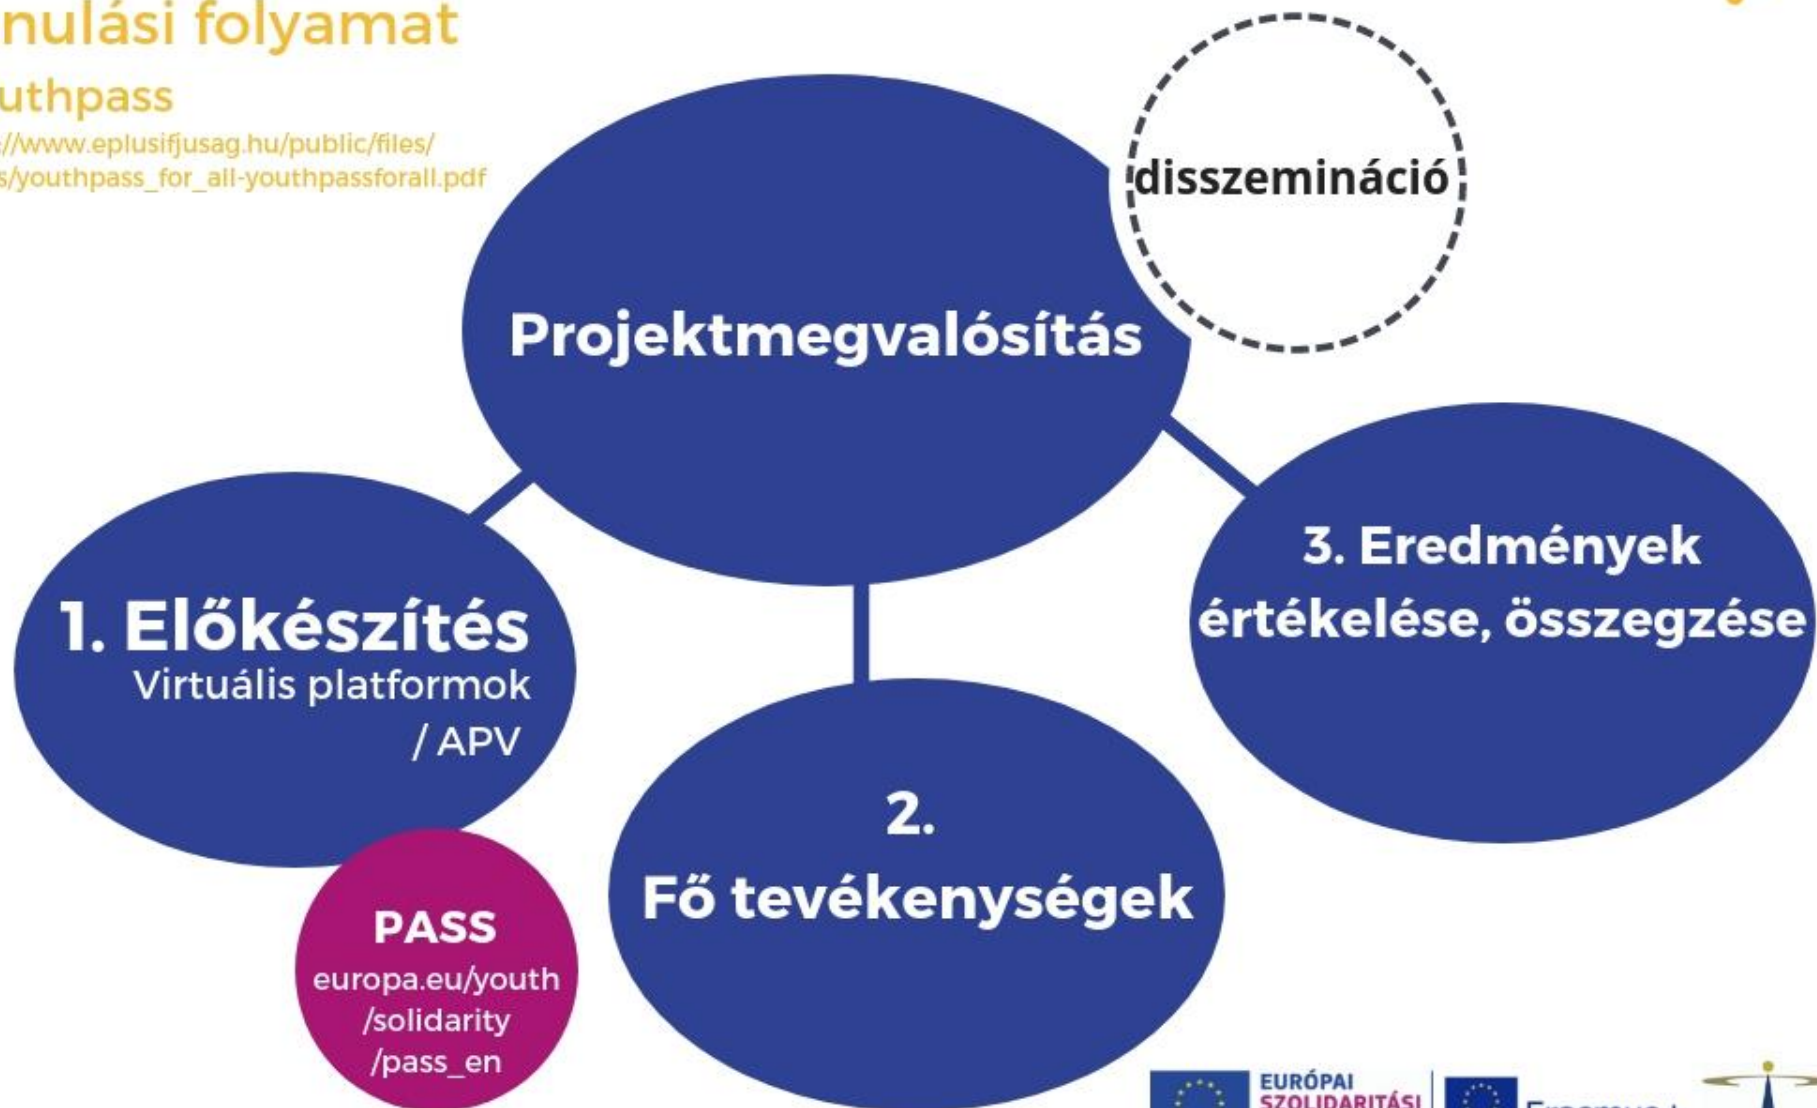 nulási folyamat
uthpass
//www.eplusifjusag.hu/public/files/
s/youthpass_for_all-youthpassforall.pdf
disszemináció
Projektmegvalósítás
3. Eredmények
értékelése, összegzése
1. Előkészítés
Virtuális platformok
/ APV
2.
Fő tevékenységek
PASS
europa.eu/youth
/solidarity
/pass_en
EURÓPAI
SZOLIDARITÁSI